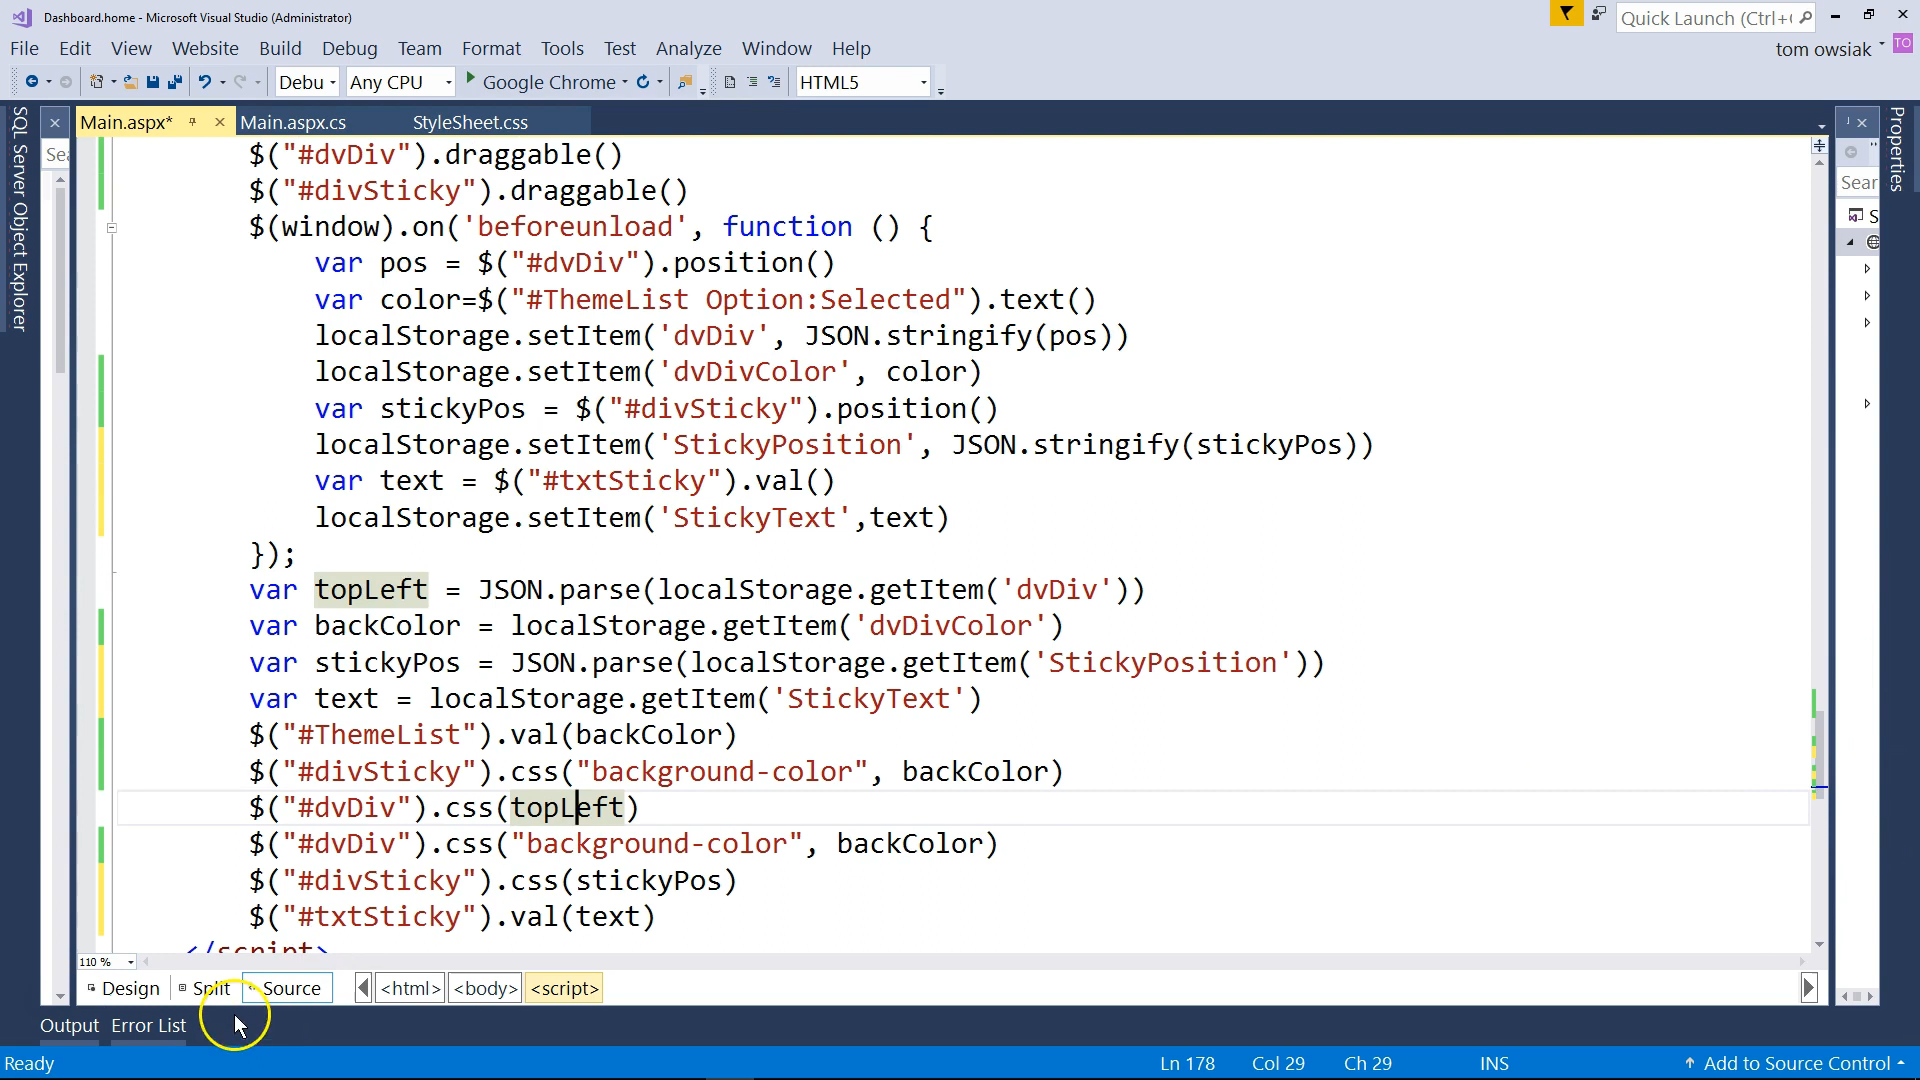 Dashboard.home - Microsoft Visual Studio (Administrator)
Quick Launch (Ctrl+
File Edit View Website Build Debug Team Format Tools Test Analyze Window Help
tom owsiak TO
Debu Any CPU Google Chrome HTML5
Main.aspx* Main.aspx.cs StyleSheet.css
SQL Server Object Explorer
Sea
Properties
Sear
S
$("#dvDiv").draggable()
$("#divSticky").draggable()
$(window).on('beforeunload', function () {
var pos = $("#dvDiv").position()
var color=$("#ThemeList Option:Selected").text()
localStorage.setItem('dvDiv', JSON.stringify(pos))
localStorage.setItem('dvDivColor', color)
var stickyPos = $("#divSticky").position()
localStorage.setItem('StickyPosition', JSON.stringify(stickyPos))
var text = $("#txtSticky").val()
localStorage.setItem('StickyText',text)
});
var topLeft = JSON.parse(localStorage.getItem('dvDiv'))
var backColor = localStorage.getItem('dvDivColor')
var stickyPos = JSON.parse(localStorage.getItem('StickyPosition'))
var text = localStorage.getItem('StickyText')
$("#ThemeList").val(backColor)
$("#divSticky").css("background-color", backColor)
$("#dvDiv").css(topLeft)
$("#dvDiv").css("background-color", backColor)
$("#divSticky").css(stickyPos)
$("#txtSticky").val(text)
</script>
110 %
Design Split Source <html> <body> <script>
Output Error List
Ready Ln 178 Col 29 Ch 29 INS Add to Source Control